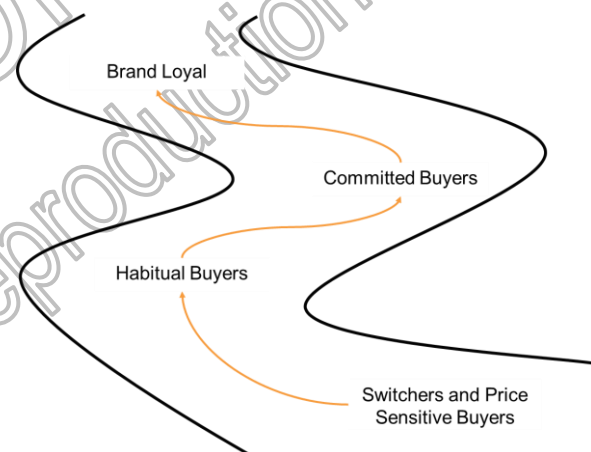 Brand Loyal
Committed Buyers
Habitual Buyers
Switchers and Price
Sensitive Buyers